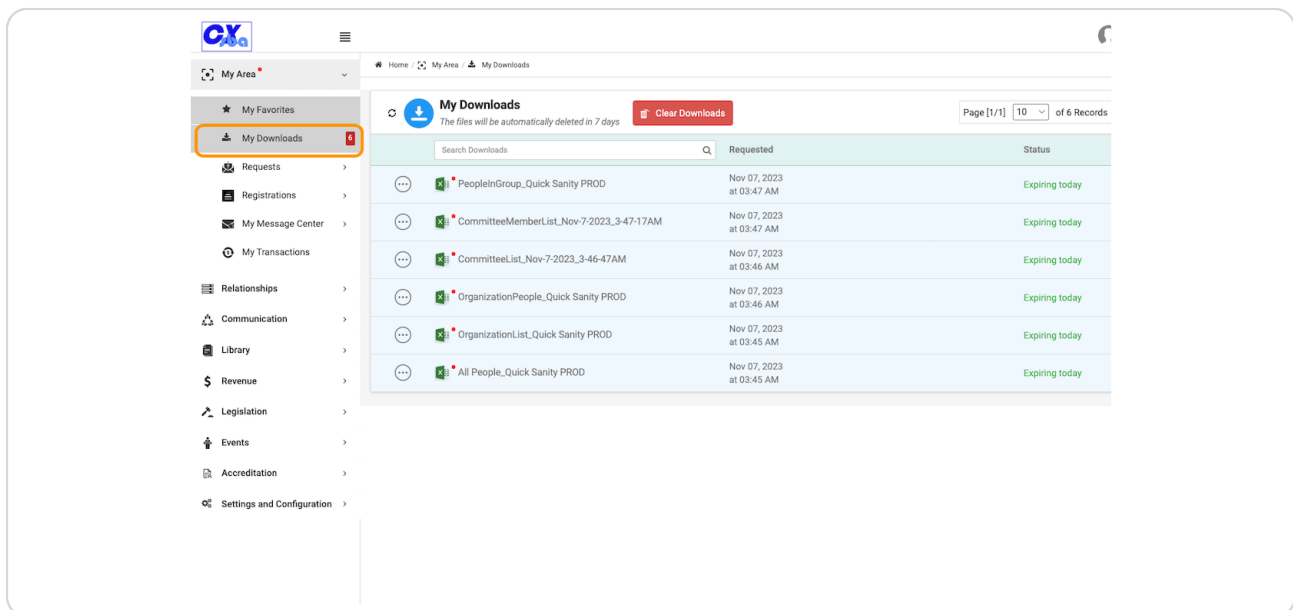 CX
My Area
My Favorites
My Downloads 6
Requests
Registrations
My Message Center
My Transactions
Relationships
Communication
Library
$ Revenue
Legislation
Events
Accreditation
Settings and Configuration
Home / My Area / My Downloads
My Downloads
The files will be automatically deleted in 7 days
Clear Downloads
Page [1/1] 10 of 6 Records
Search Downloads Requested Status
PeopleInGroup_Quick Sanity PROD Nov 07, 2023 Expiring today
at 03:47 AM
CommitteeMemberList_Nov-7-2023_3-47-17AM Nov 07, 2023 Expiring today
at 03:47 AM
CommitteeList_Nov-7-2023_3-46-47AM Nov 07, 2023 Expiring today
at 03:46 AM
OrganizationPeople_Quick Sanity PROD Nov 07, 2023 Expiring today
at 03:46 AM
OrganizationList_Quick Sanity PROD Nov 07, 2023 Expiring today
at 03:45 AM
All People_Quick Sanity PROD Nov 07, 2023 Expiring today
at 03:45 AM